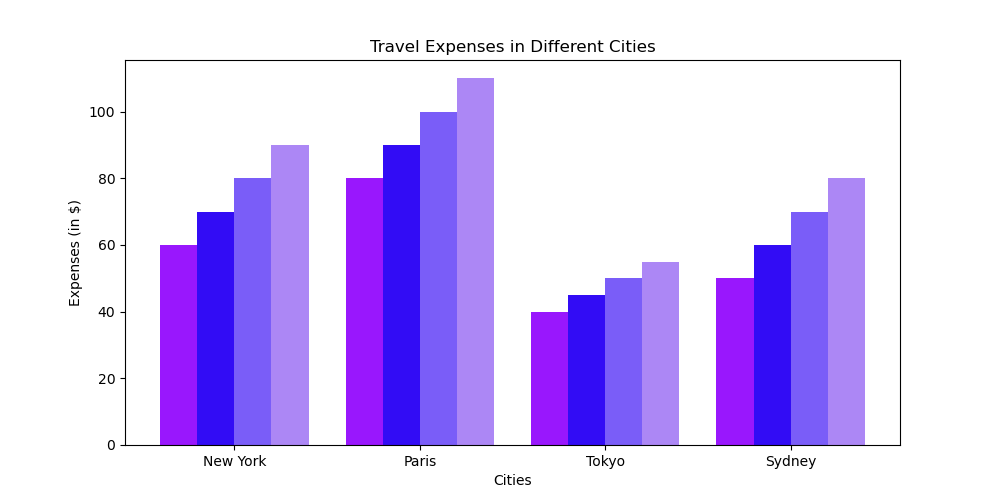 Travel Expenses in Different Cities
Expenses (in $)
100
80
60
40
20
0
New York
Paris
Tokyo
Sydney
Cities